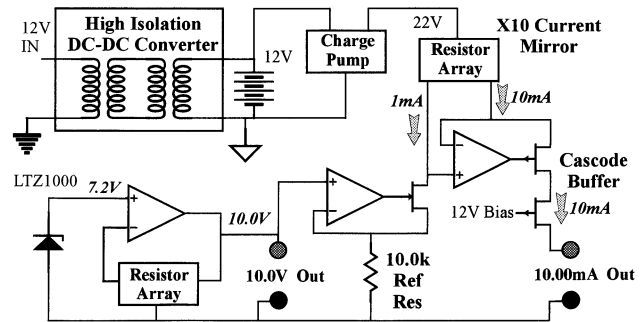 12V
IN
High Isolation
DC-DC Converter
12V
Charge
Pump
22V
Resistor
Array
X10 Current
Mirror
1mA
10mA
-
+
Cascode
Buffer
12V Bias
10mA
LTZ1000
7.2V
+
-
10.0V
+
-
Resistor
Array
10.0V Out
10.0k
Ref
Res
10.00mA Out